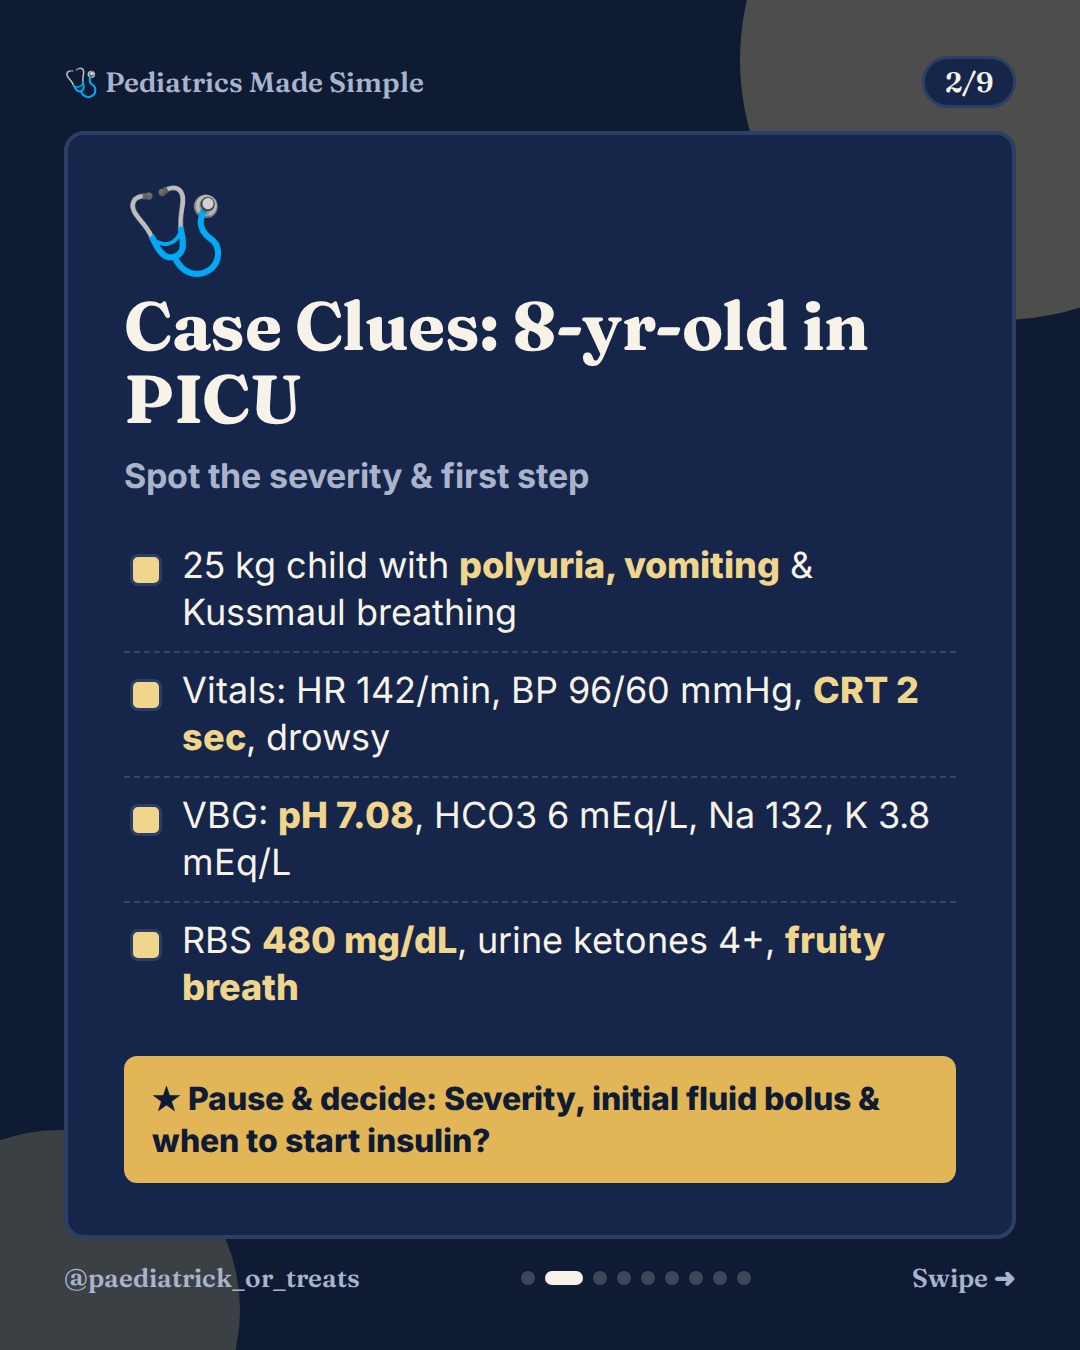 Pediatrics Made Simple
2/9
Case Clues: 8-yr-old in
PICU
Spot the severity & first step
25 kg child with polyuria, vomiting &
Kussmaul breathing
Vitals: HR 142/min, BP 96/60 mmHg, CRT 2
sec, drowsy
VBG: pH 7.08, HCO3 6 mEq/L, Na 132, K 3.8
mEq/L
RBS 480 mg/dL, urine ketones 4+, fruity
breath
★ Pause & decide: Severity, initial fluid bolus &
when to start insulin?
@paediatrick_or_treats
Swipe ➜